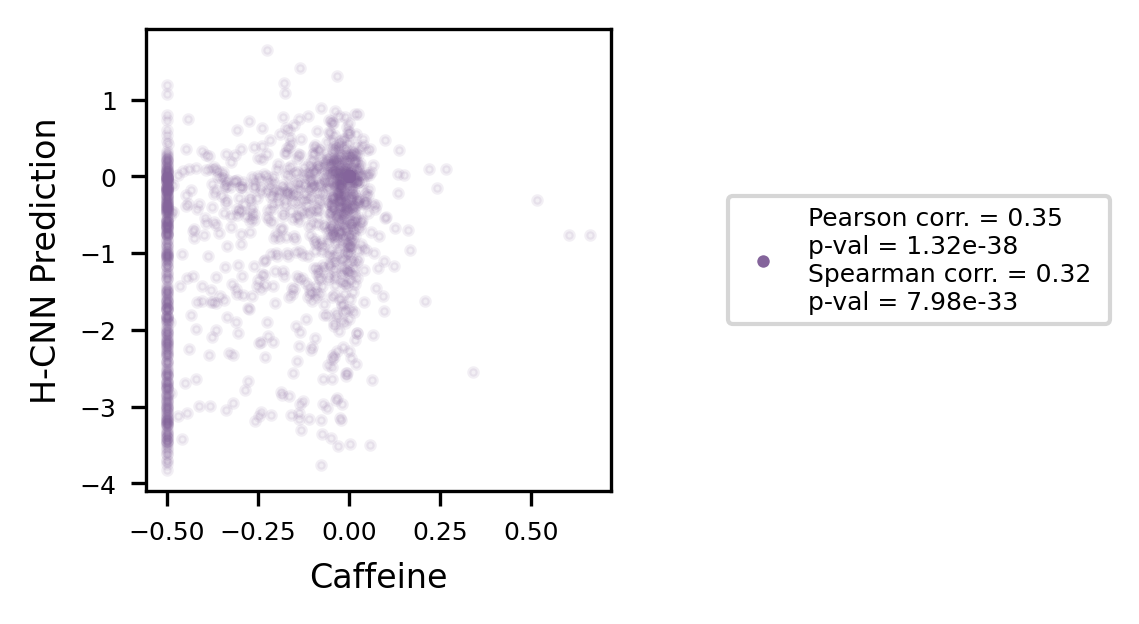 H-CNN Prediction
1
0
−1
−2
−3
−4
−0.50 −0.25 0.00 0.25 0.50
Caffeine
Pearson corr. = 0.35
p-val = 1.32e-38
Spearman corr. = 0.32
p-val = 7.98e-33